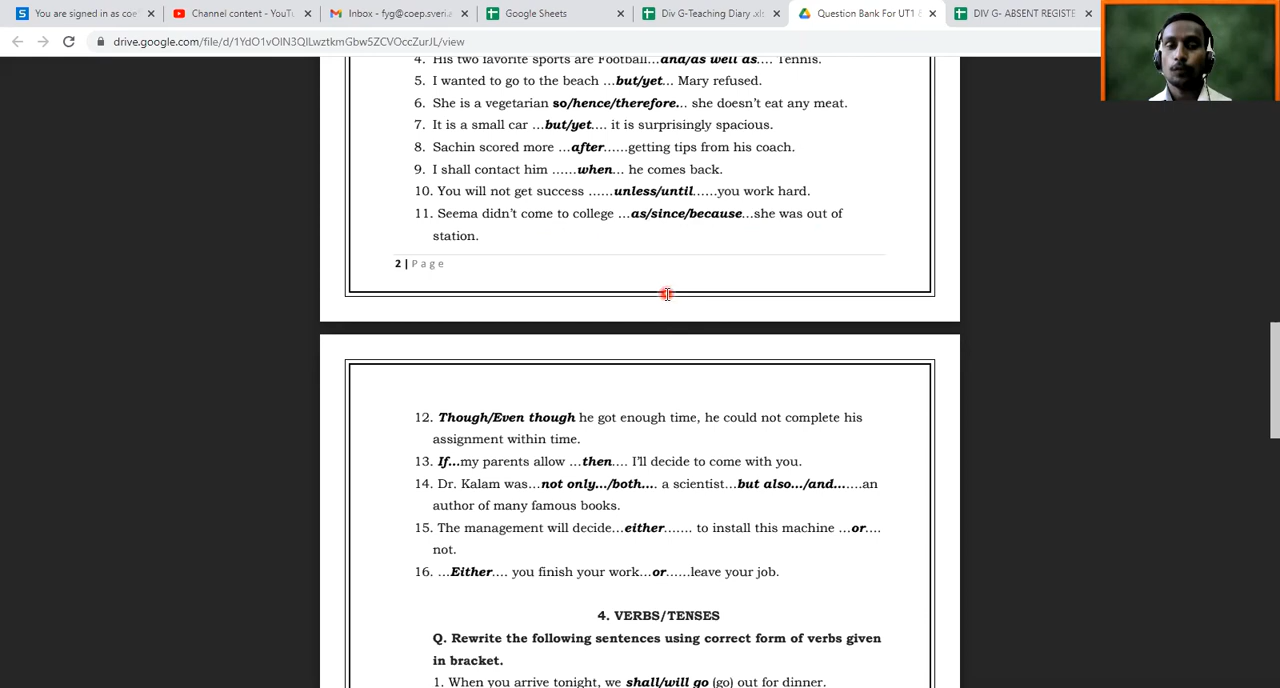 You are signed in as coe
Channel content - YouTu
Inbox - fyg@coep.sveri.a
Google Sheets
Div G-Teaching Diary .xls
Question Bank For UT1 &
DIV G- ABSENT REGISTE
drive.google.com/file/d/1YdO1vOIN3QILwztkmGbw5ZCVOccZurJL/view
4. His two favorite sports are Football…and/as well as…. Tennis.
5. I wanted to go to the beach …but/yet… Mary refused.
6. She is a vegetarian so/hence/therefore… she doesn’t eat any meat.
7. It is a small car …but/yet…. it is surprisingly spacious.
8. Sachin scored more …after……getting tips from his coach.
9. I shall contact him ……when… he comes back.
10. You will not get success ……unless/until……you work hard.
11. Seema didn’t come to college …as/since/because…she was out of
station.
2 | Page
12. Though/Even though he got enough time, he could not complete his
assignment within time.
13. If…my parents allow …then…. I’ll decide to come with you.
14. Dr. Kalam was…not only…/both…. a scientist…but also…/and…….an
author of many famous books.
15. The management will decide…either……. to install this machine …or….
not.
16. …Either…. you finish your work…or……leave your job.
4. VERBS/TENSES
Q. Rewrite the following sentences using correct form of verbs given
in bracket.
1. When you arrive tonight, we shall/will go (go) out for dinner.